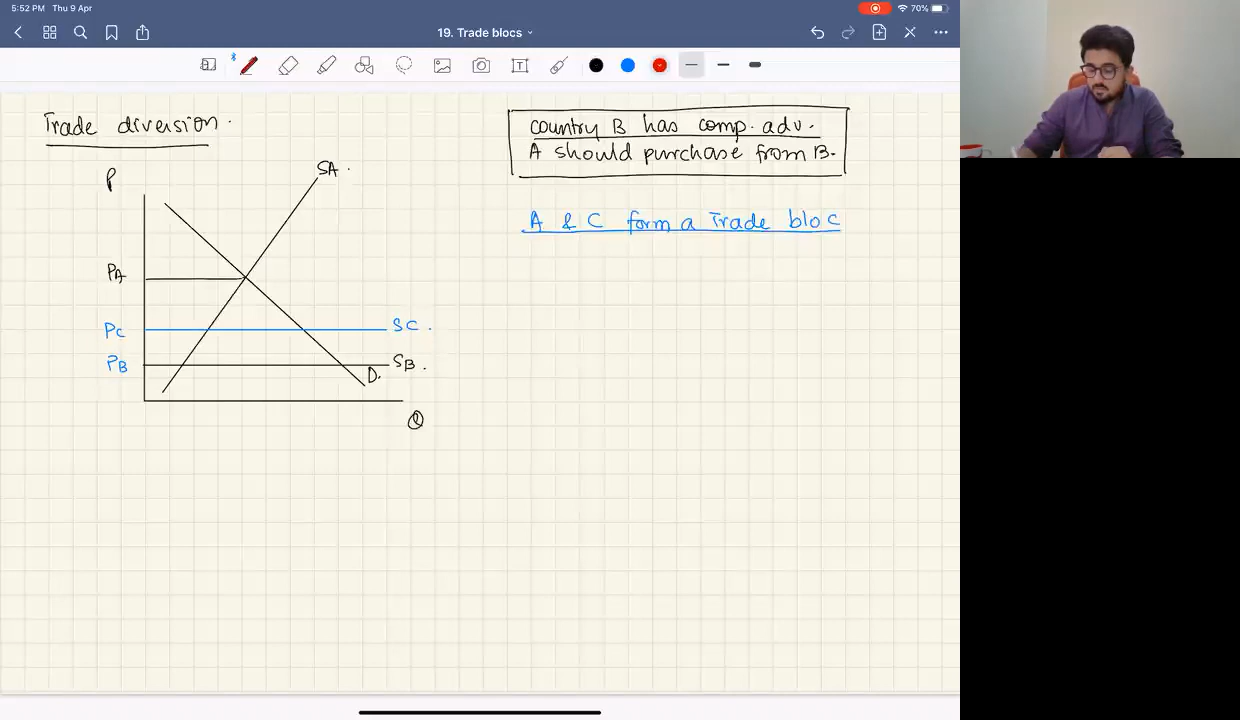 5:52 PM Thu 9 Apr
70%
19. Trade blocs
Trade diversion.
country B has comp. adv.
A should purchase from B.
A & C form a Trade bloc
P
SA.
PA
PC
SC.
PB
SB.
D.
Q